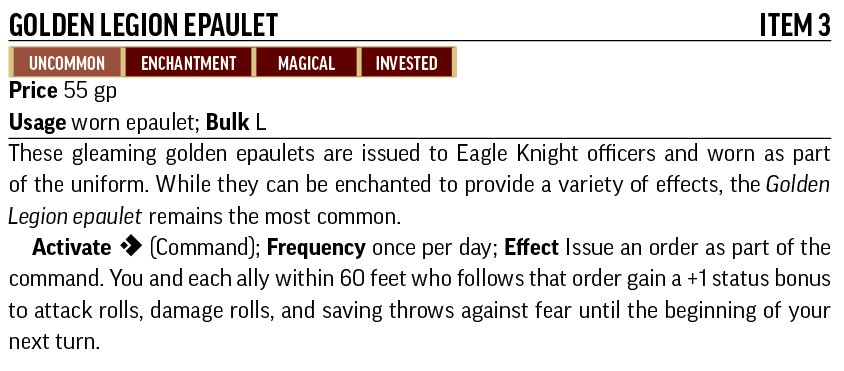 GOLDEN LEGION EPAULET ITEM 3
UNCOMMON ENCHANTMENT MAGICAL INVESTED
Price 55 gp
Usage worn epaulet; Bulk L
These gleaming golden epaulets are issued to Eagle Knight officers and worn as part
of the uniform. While they can be enchanted to provide a variety of effects, the Golden
Legion epaulet remains the most common.
Activate (Command); Frequency once per day; Effect Issue an order as part of the
command. You and each ally within 60 feet who follows that order gain a +1 status bonus
to attack rolls, damage rolls, and saving throws against fear until the beginning of your
next turn.